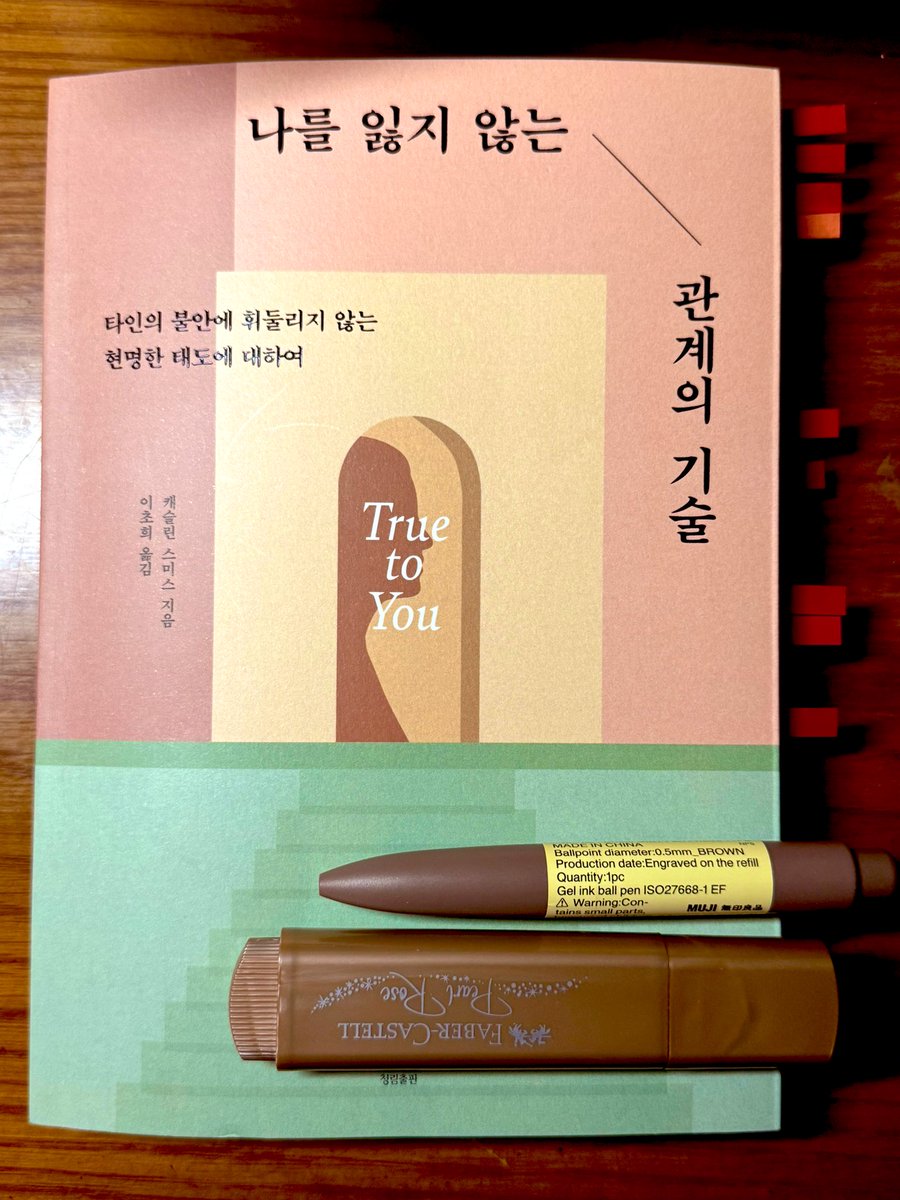 나를 잃지 않는
관계의 기술
타인의 불안에 휘둘리지 않는
현명한 태도에 대하여
캐슬린 스미스 지음
이초희 옮김
True
to
You
MADE IN CHINA
Ballpoint diameter:0.5mm_BROWN
Production date:Engraved on the refill
Quantity:1pc
Gel ink ball pen ISO27668-1 EF
⚠ Warning:Con-
tains small parts,
MUJI 無印良品
FABER-CASTELL
Pearl Rose
청림출판